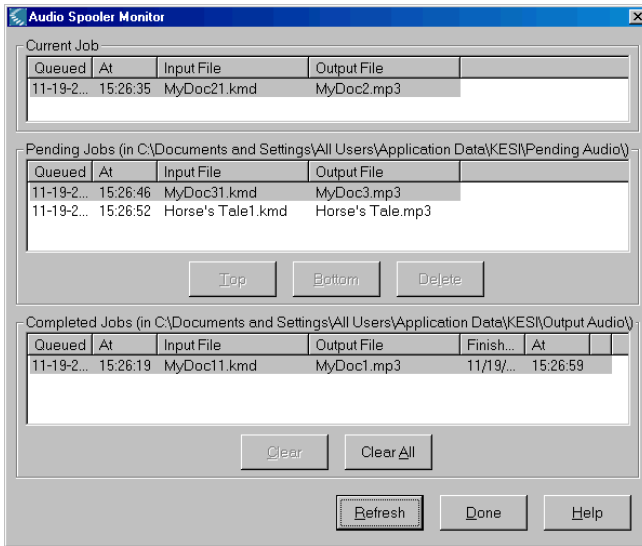 Audio Spooler Monitor
Current Job
Queued At Input File Output File
11-19-2... 15:26:35 MyDoc21.kmd MyDoc2.mp3
Pending Jobs (in C:\Documents and Settings\All Users\Application Data\KESI\Pending Audio\)
Queued At Input File Output File
11-19-2... 15:26:46 MyDoc31.kmd MyDoc3.mp3
11-19-2... 15:26:52 Horse's Tale1.kmd Horse's Tale.mp3
Top Bottom Delete
Completed Jobs (in C:\Documents and Settings\All Users\Application Data\KESI\Output Audio\)
Queued At Input File Output File Finish... At
11-19-2... 15:26:19 MyDoc11.kmd MyDoc1.mp3 11/19/... 15:26:59
Clear Clear All
Refresh Done Help